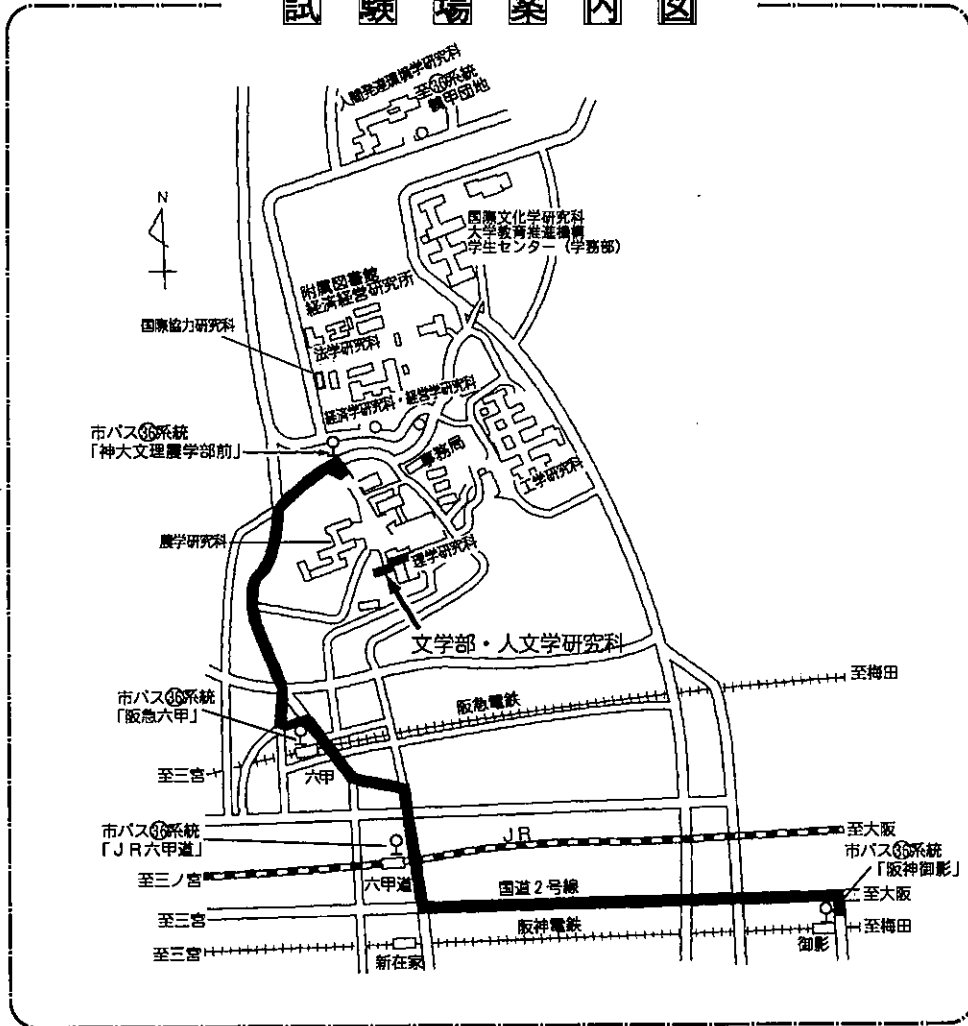 試験場案内図
人間発達環境学研究科
至㊱系統
鶴甲団地
N
国際文化学研究科
大学教育推進機構
学生センター（学務部）
附属図書館
経済経営研究所
国際協力研究科
法学研究科
経済学研究科・経営学研究科
市バス㊱系統
「神大文理農学部前」
事務局
工学研究科
農学研究科
理学研究科
文学部・人文学研究科
市バス㊱系統
「阪急六甲」
阪急電鉄
至梅田
至三宮
六甲
市バス㊱系統
「JR六甲道」
JR
至大阪
市バス㊱系統
「阪神御影」
至三ノ宮
六甲道
国道2号線
至大阪
至三宮
阪神電鉄
至梅田
至三宮
新在家
御影